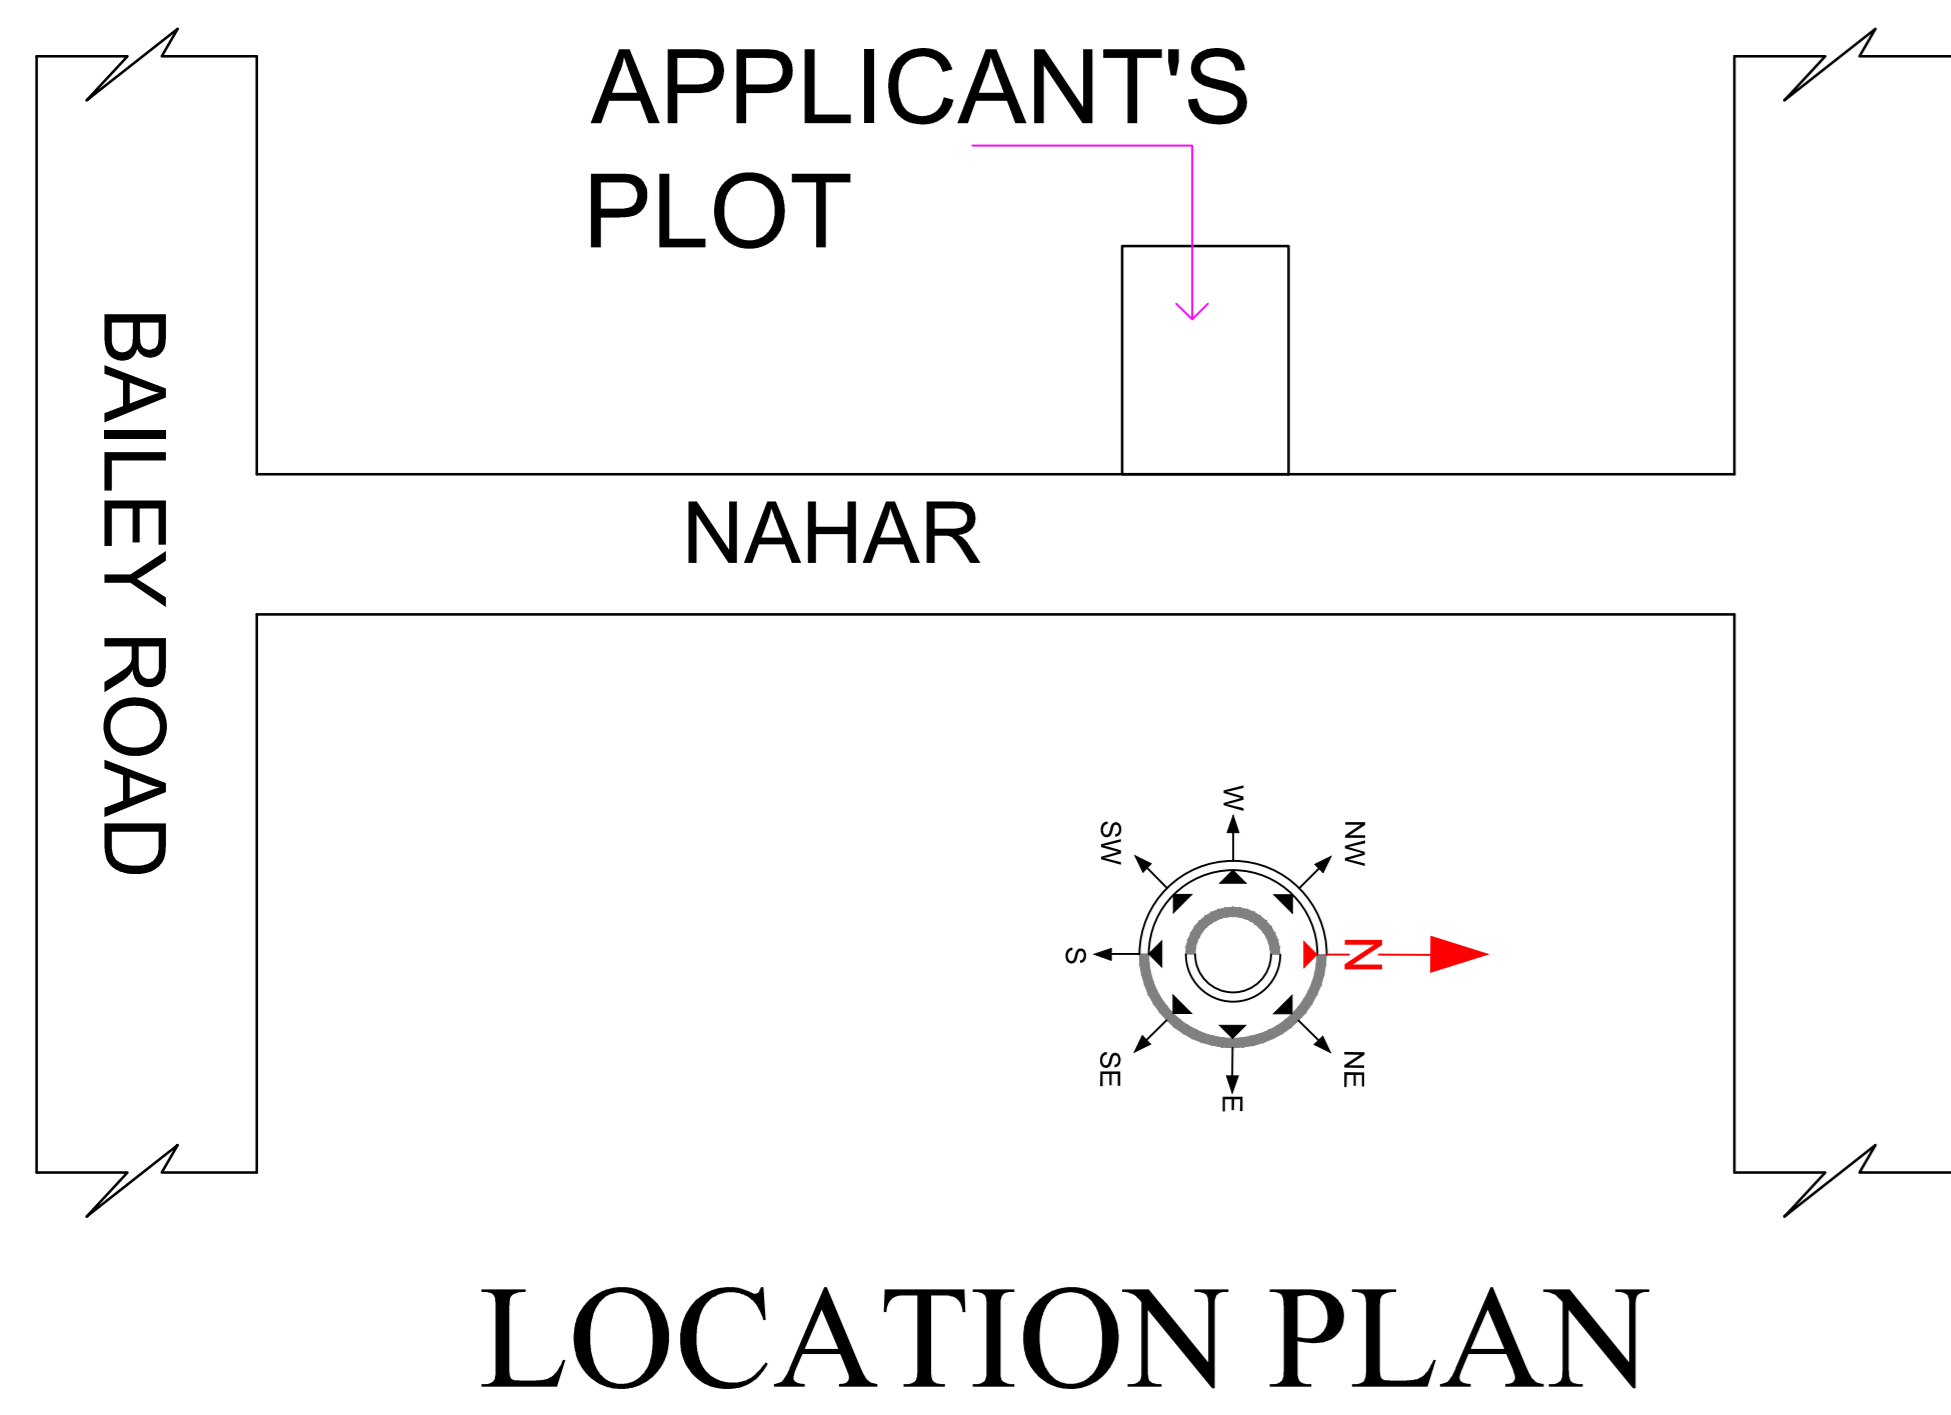 APPLICANT'S
PLOT
BAILEY ROAD
NAHAR
W
SW
NW
S
N
SE
NE
E
LOCATION PLAN